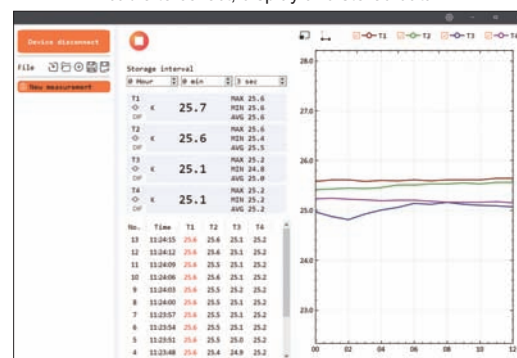 Device disconnect
File
New measurement
Storage interval
0 Hour 0 min 3 sec
T1 K 25.7 MAX 25.6
MIN 25.6
DIF AVG 25.6
T2 K 25.6 MAX 25.6
MIN 25.4
DIF AVG 25.5
T3 K 25.1 MAX 25.2
MIN 24.8
DIF AVG 25.0
T4 K 25.1 MAX 25.2
MIN 25.2
DIF AVG 25.2
No. Time T1 T2 T3 T4
13 11:24:15 25.6 25.6 25.1 25.2
12 11:24:12 25.6 25.6 25.1 25.2
11 11:24:09 25.6 25.5 25.1 25.2
10 11:24:06 25.6 25.6 25.1 25.2
9 11:24:03 25.6 25.5 25.2 25.2
8 11:24:00 25.6 25.5 25.1 25.2
7 11:23:57 25.6 25.5 25.1 25.2
6 11:23:54 25.6 25.5 25.1 25.2
5 11:23:51 25.6 25.5 25.0 25.2
4 11:23:48 25.6 25.4 24.9 25.2
T1 T2 T3 T4
28.0
27.0
26.0
25.0
24.0
23.0
00 02 04 06 08 10 12